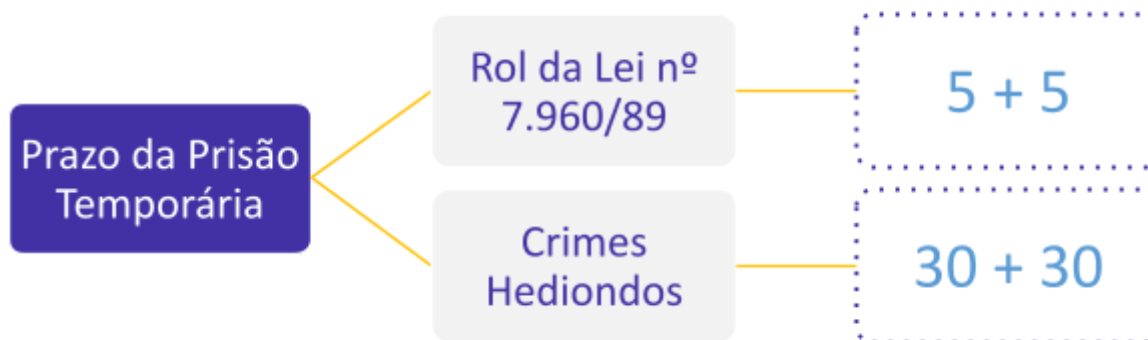 Prazo da Prisão
Temporária
Rol da Lei nº
7.960/89
5 + 5
Crimes
Hediondos
30 + 30